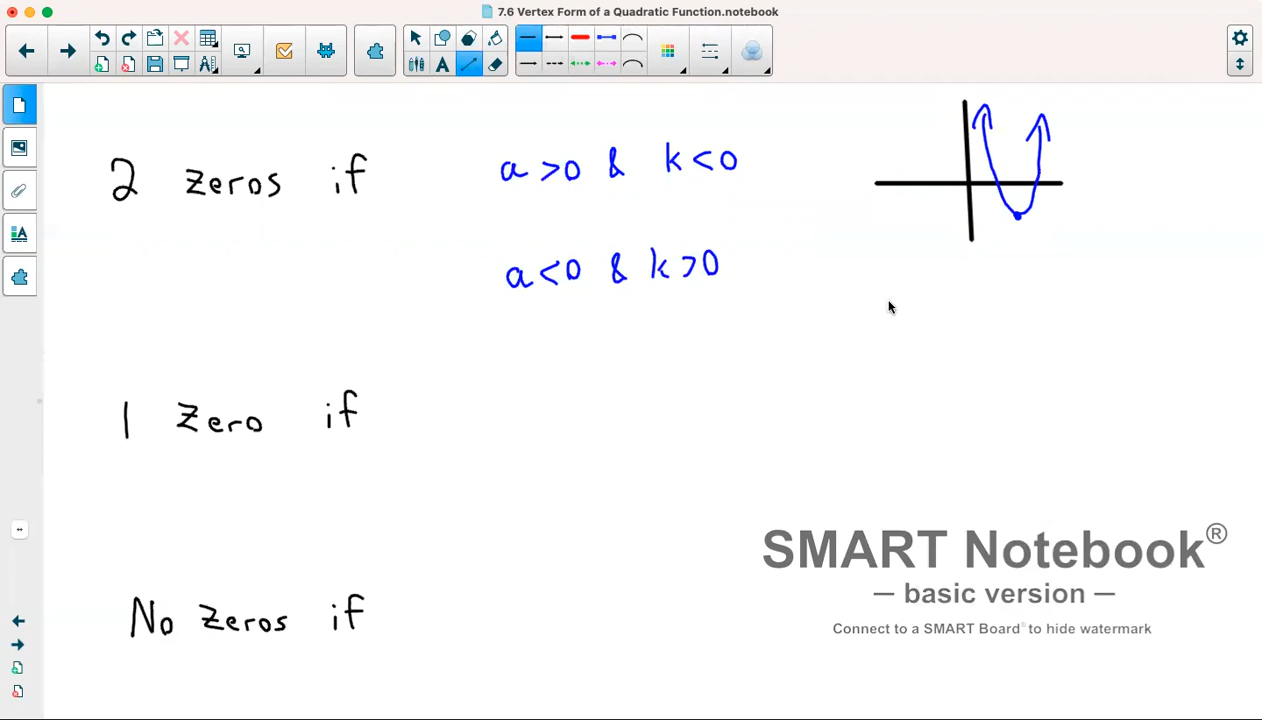 7.6 Vertex Form of a Quadratic Function.notebook
2 zeros if a >0 & k <0
a <0 & k >0
1 Zero if
SMART Notebook®
— basic version —
Connect to a SMART Board® to hide watermark
No zeros if